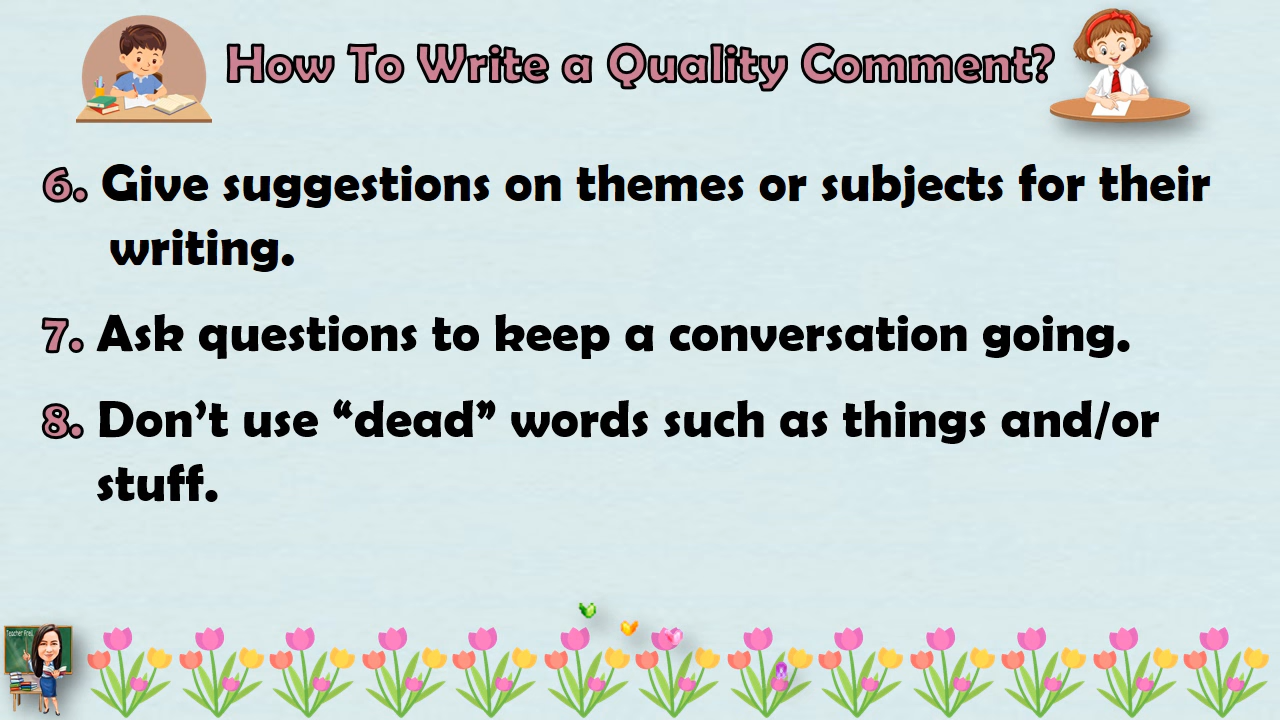 How To Write a Quality Comment?
6. Give suggestions on themes or subjects for their
writing.
7. Ask questions to keep a conversation going.
8. Don’t use “dead” words such as things and/or
stuff.
Teacher